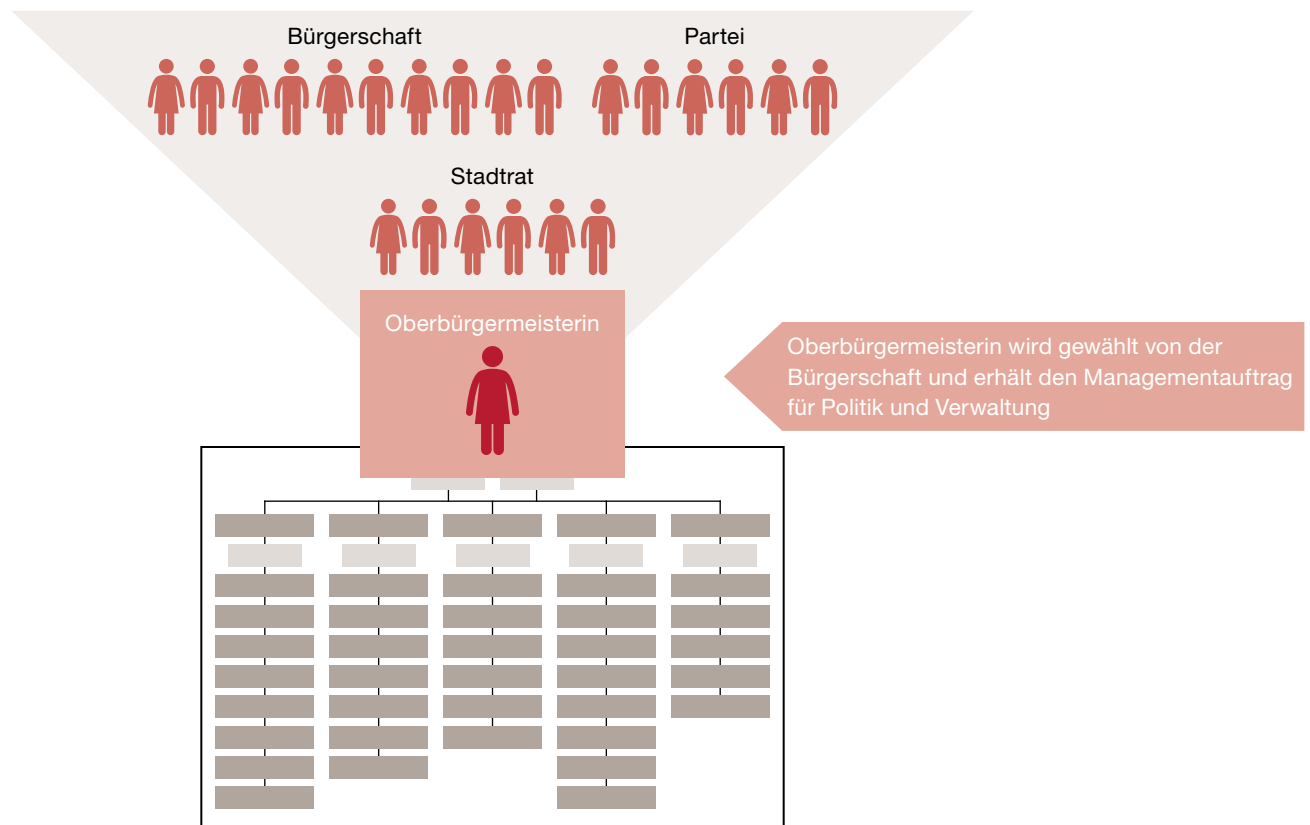 Bürgerschaft
Partei
Stadtrat
Oberbürgermeisterin
Oberbürgermeisterin wird gewählt von der
Bürgerschaft und erhält den Managementauftrag
für Politik und Verwaltung